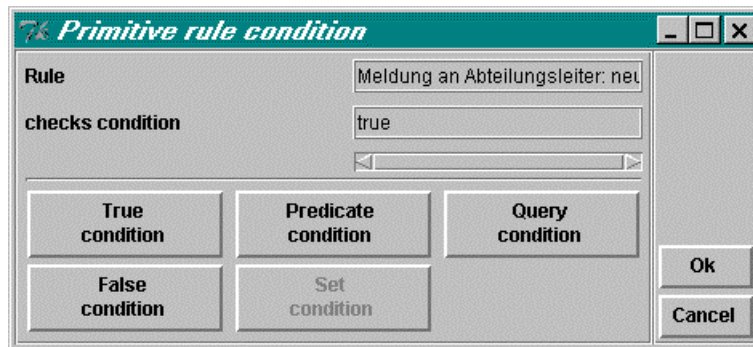 Primitive rule condition
Rule
Meldung an Abteilungsleiter: neu
checks condition
true
True
condition
Predicate
condition
Query
condition
False
condition
Set
condition
Ok
Cancel